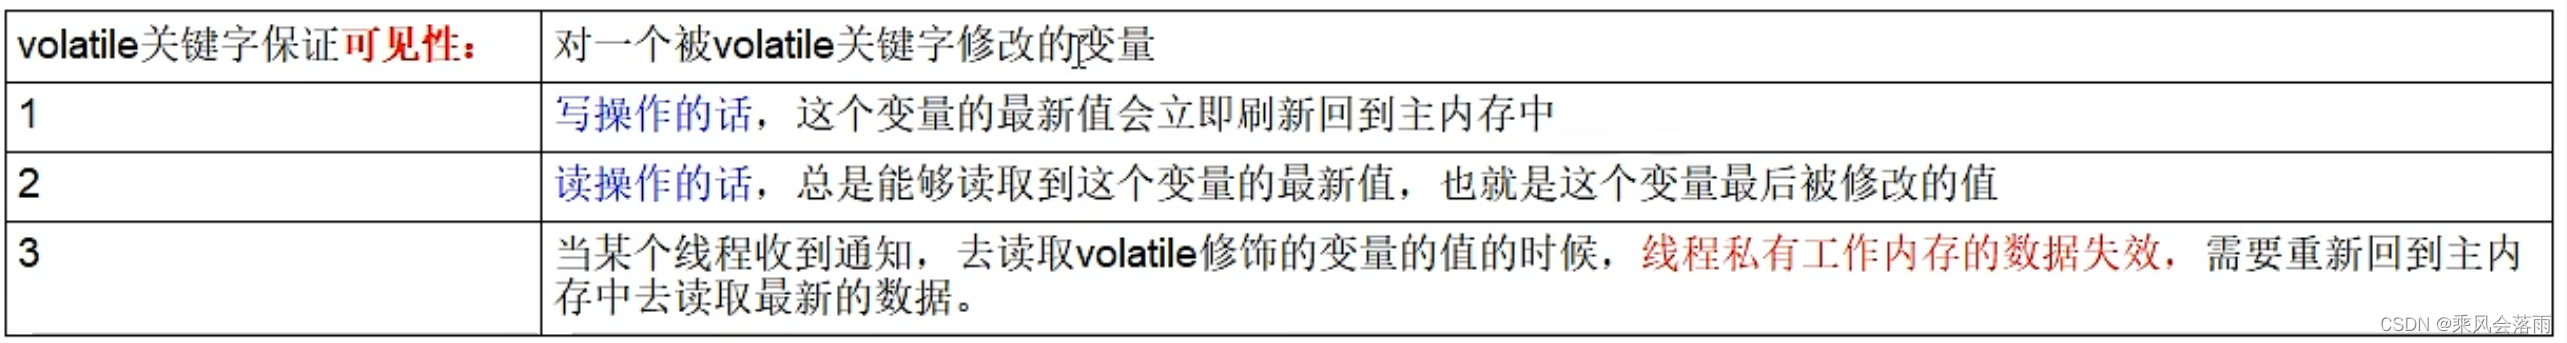 volatile关键字保证可见性：
对一个被volatile关键字修改的变量
1
写操作的话，这个变量的最新值会立即刷新回到主内存中
2
读操作的话，总是能够读取到这个变量的最新值，也就是这个变量最后被修改的值
3
当某个线程收到通知，去读取volatile修饰的变量的值的时候，线程私有工作内存的数据失效，需要重新回到主内
存中去读取最新的数据。
CSDN @乘风会落雨